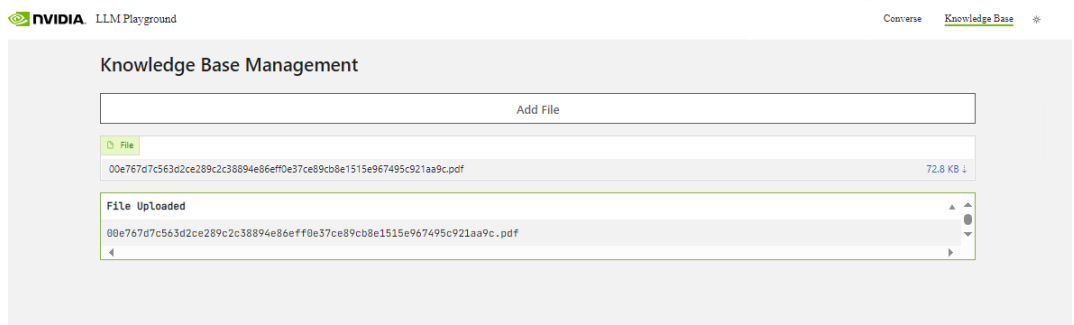 NVIDIA. LLM Playground Converse Knowledge Base
Knowledge Base Management
Add File
File
00e767d7c563d2ce289c2c38894e86eff0e37ce89cb8e1515e967495c921aa9c.pdf 72.8 KB ↓
File Uploaded
00e767d7c563d2ce289c2c38894e86eff0e37ce89cb8e1515e967495c921aa9c.pdf